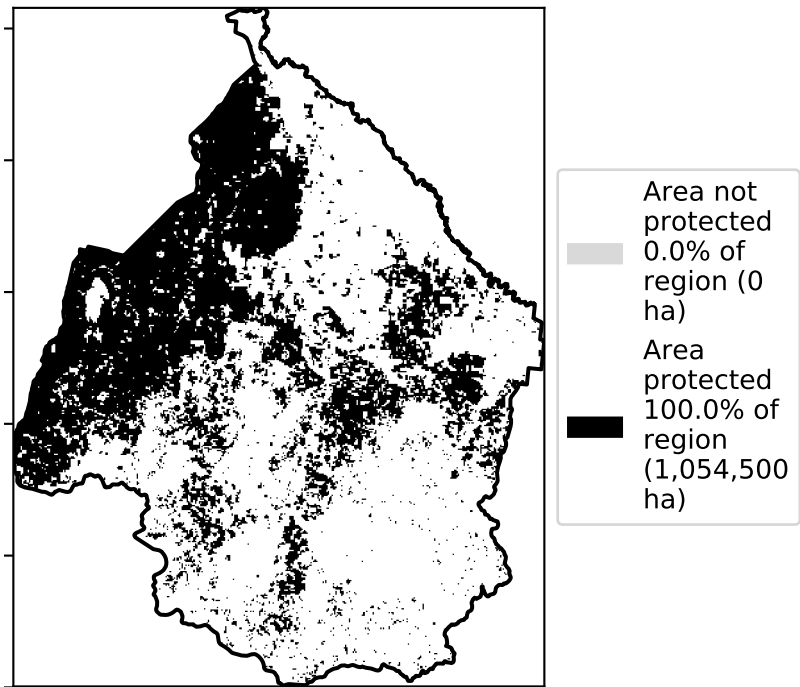 Area not
protected
0.0% of
region (0
ha)
Area
protected
100.0% of
region
(1,054,500
ha)